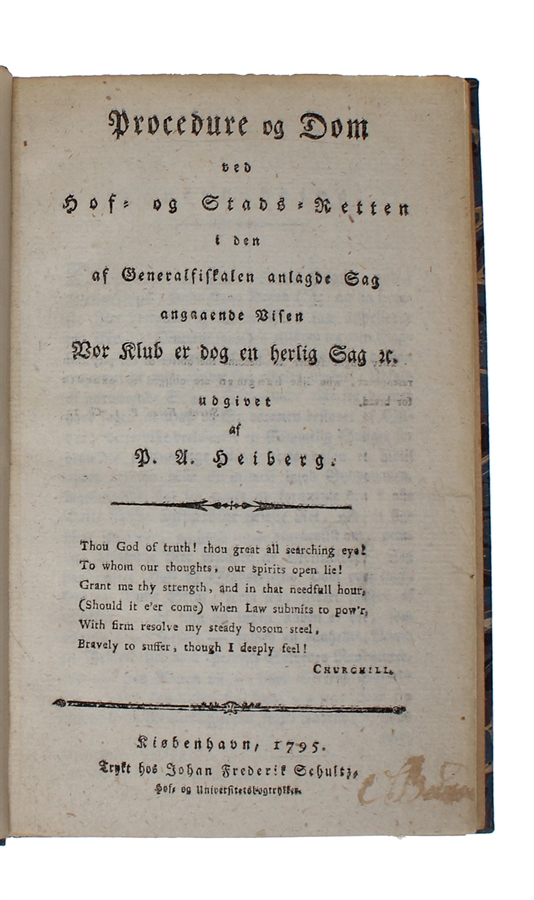 Procedure og Dom
ved
Hof- og Stads-Retten
i den
af Generalfiskalen anlagde Sag
angaaende Visen
Vor Klub er dog en herlig Sag ꝛc.
udgivet
af
P. A. Heiberg.
Thou God of truth! thou great all searching eye!
To whom our thoughts, our spirits open lie!
Grant me thy strength, and in that needfull hour,
(Should it e'er come) when Law submits to pow'r,
With firm resolve my steady bosom steel,
Bravely to suffer, though I deeply feel!
CHURCHILL.
Kiøbenhavn, 1795.
Trykt hos Johan Frederik Schultz,
Hof- og Universitetsbogtrykker.